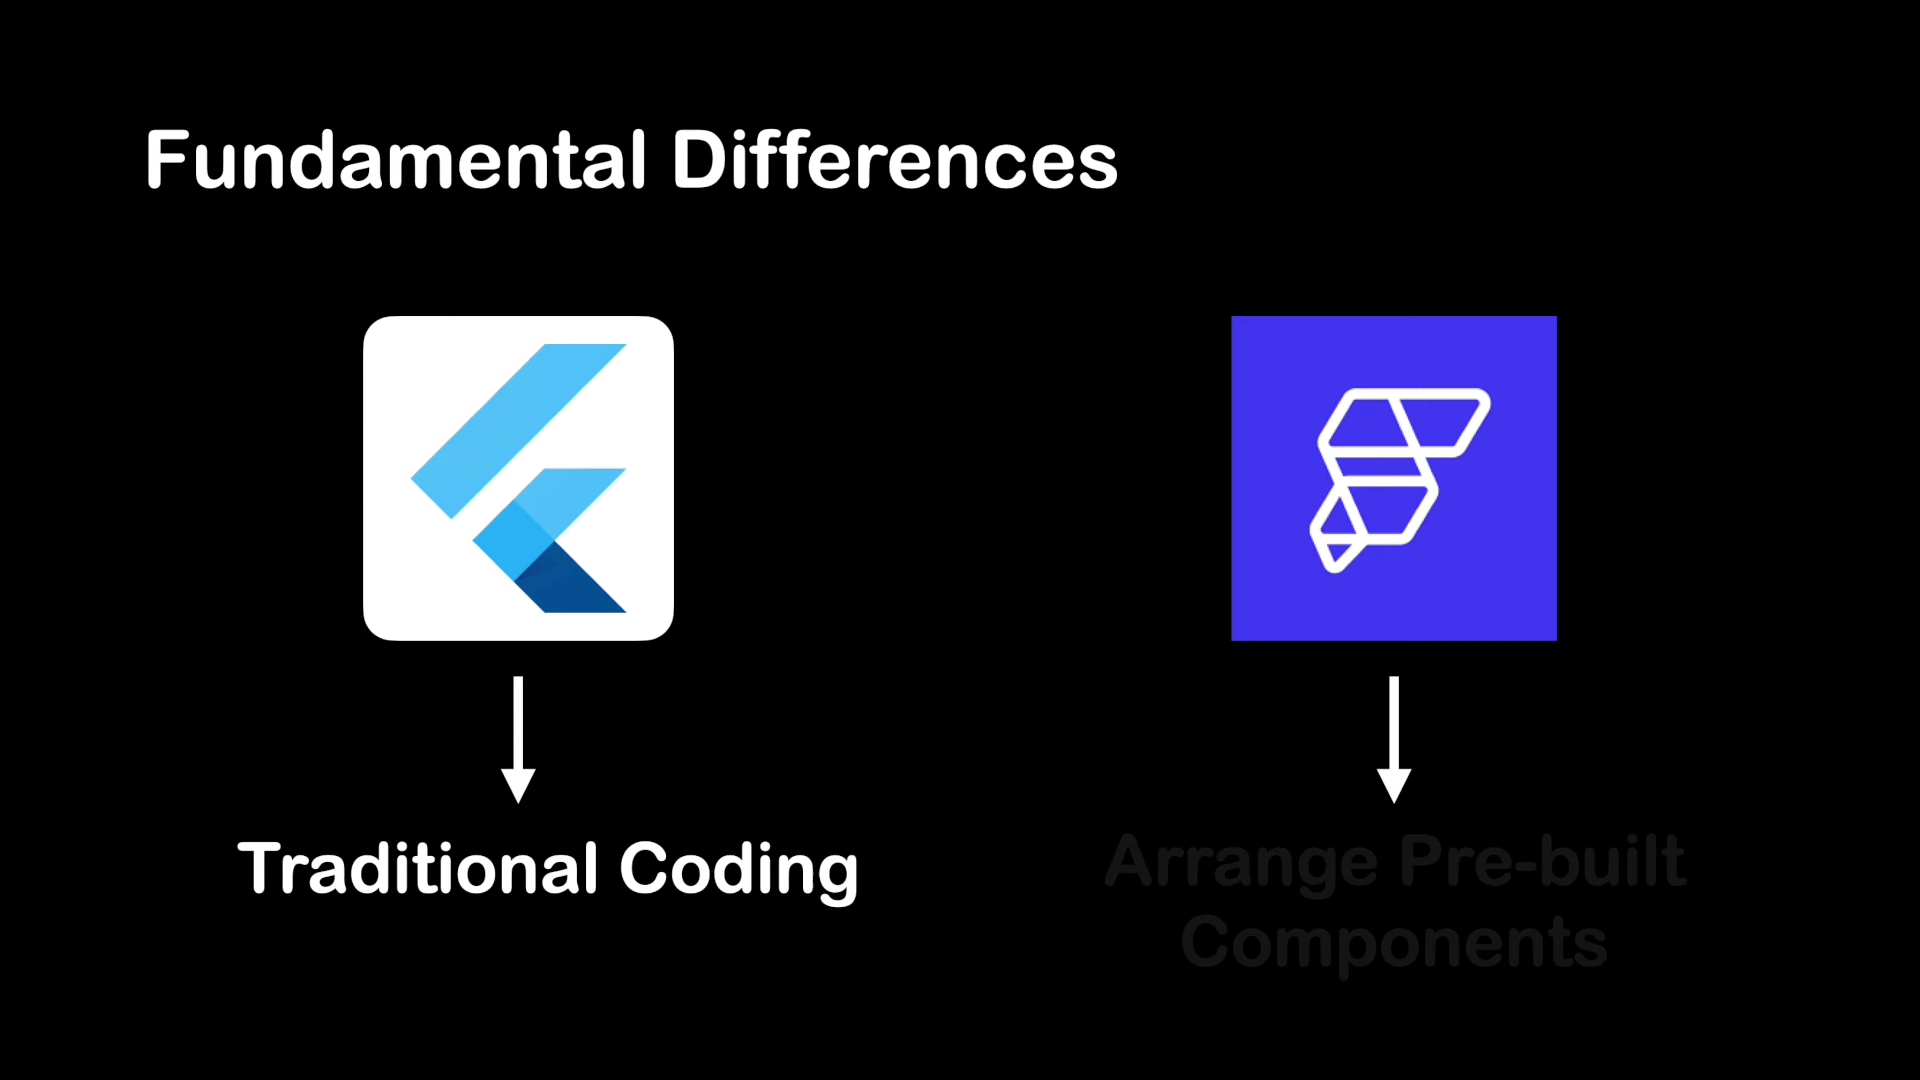 Fundamental Differences
Traditional Coding
Arrange Pre-built
Components